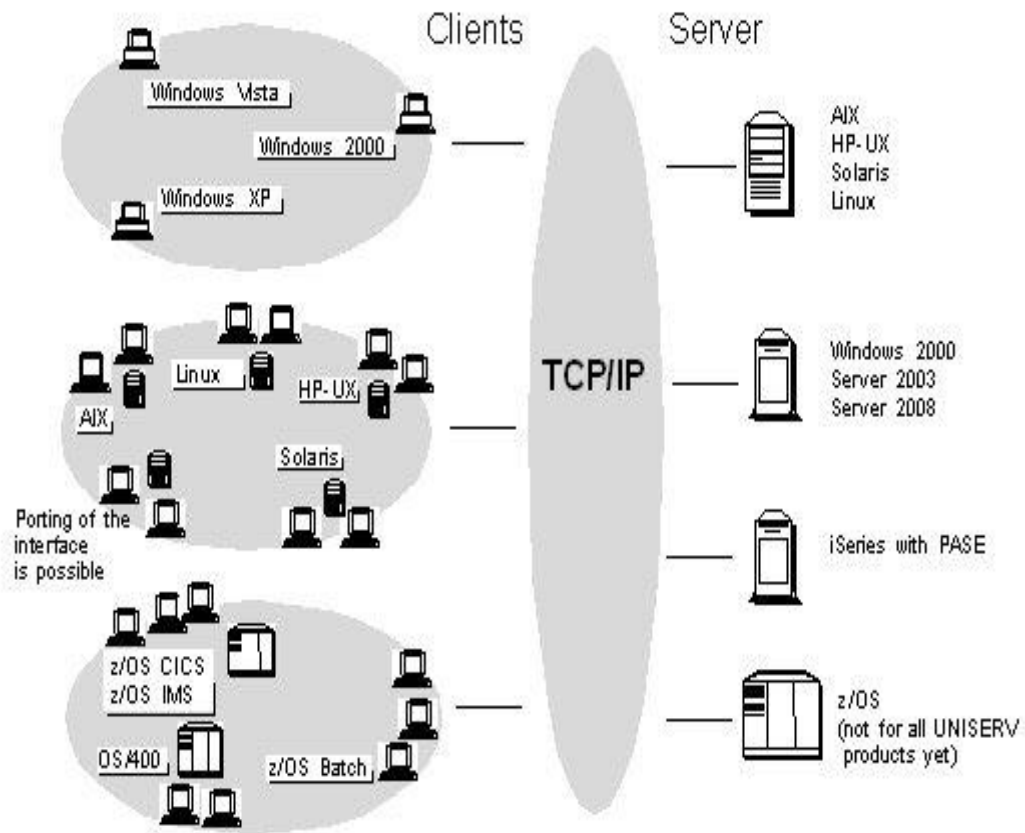 Clients
Server
Windows Vista
Windows 2000
Windows XP
AIX
HP-UX
Solaris
Linux
Linux
HP-UX
AIX
Solaris
Porting of the
interface
is possible
TCP/IP
Windows 2000
Server 2003
Server 2008
iSeries with PASE
z/OS CICS
z/OS IMS
OS/400
z/OS Batch
z/OS
(not for all UNISERV
products yet)